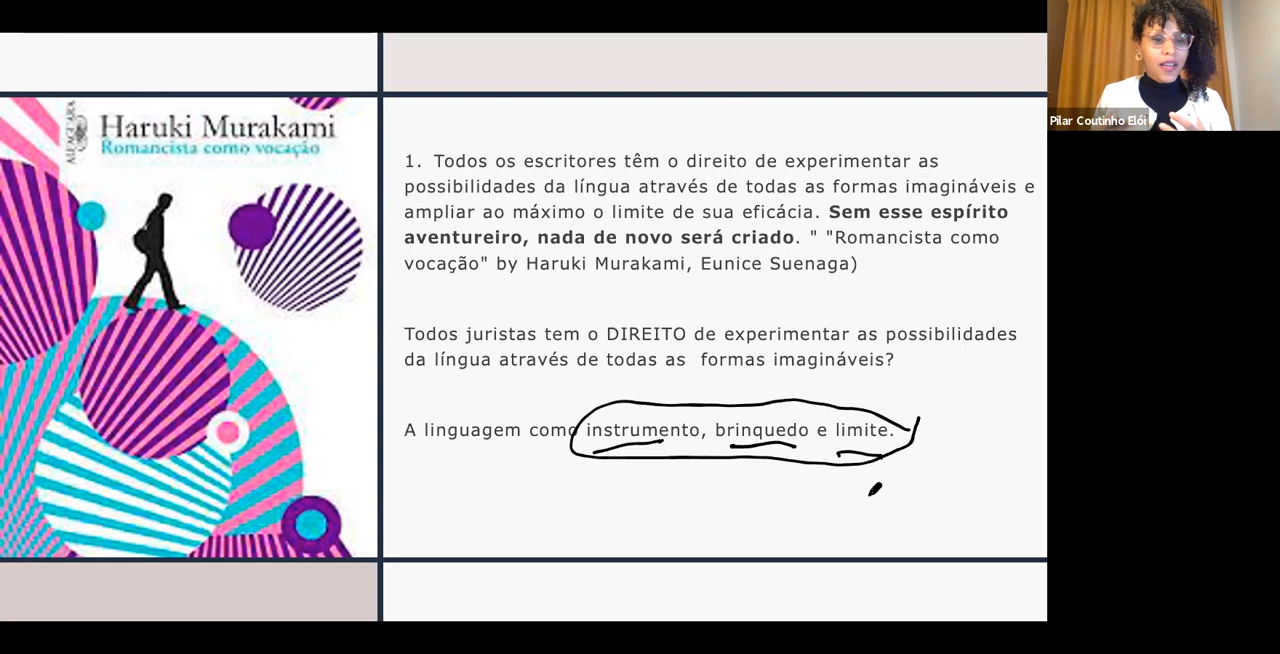 Haruki Murakami
Romancista como vocação
ALFAGUARA
Pilar Coutinho Elói
1. Todos os escritores têm o direito de experimentar as
possibilidades da língua através de todas as formas imagináveis e
ampliar ao máximo o limite de sua eficácia. Sem esse espírito
aventureiro, nada de novo será criado. " "Romancista como
vocação" by Haruki Murakami, Eunice Suenaga)
Todos juristas tem o DIREITO de experimentar as possibilidades
da língua através de todas as  formas imagináveis?
A linguagem como instrumento, brinquedo e limite.